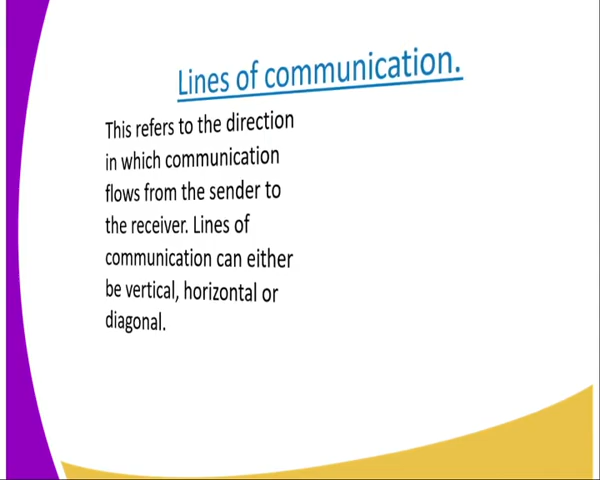 Lines of communication.
This refers to the direction
in which communication
flows from the sender to
the receiver. Lines of
communication can either
be vertical, horizontal or
diagonal.